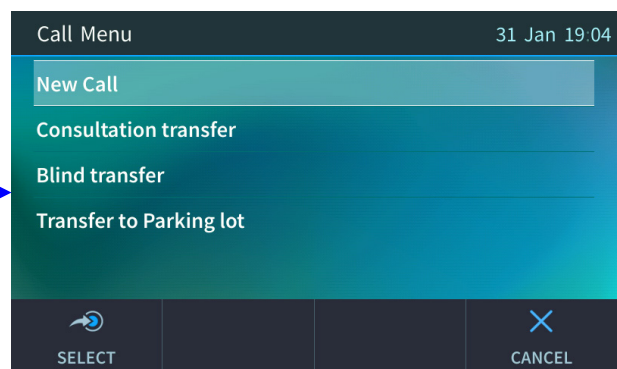 Call Menu 31 Jan 19:04
New Call
Consultation transfer
Blind transfer
Transfer to Parking lot
SELECT CANCEL